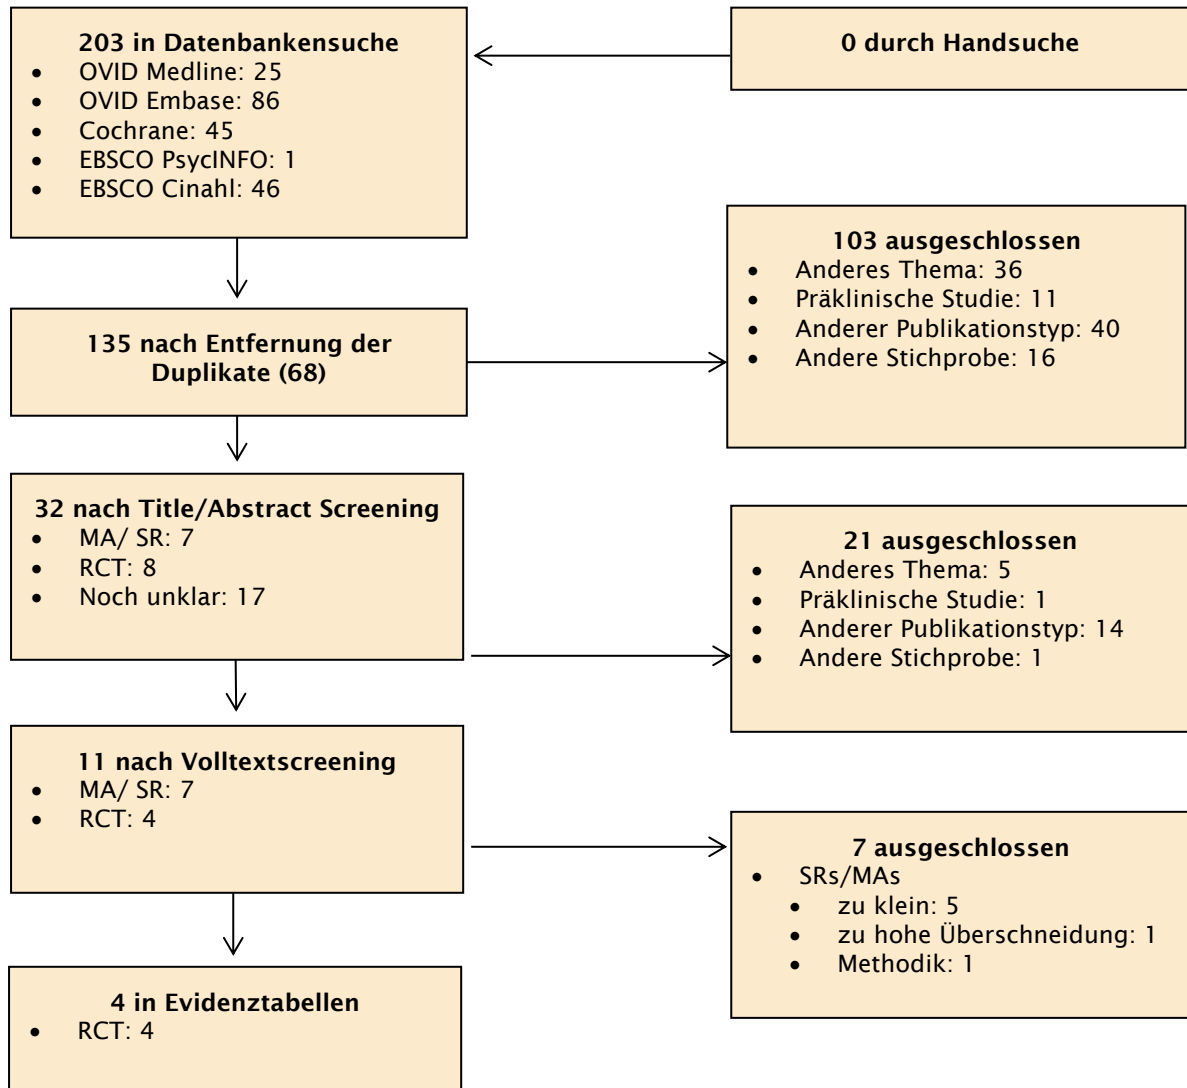 203 in Datenbankensuche
• OVID Medline: 25
• OVID Embase: 86
• Cochrane: 45
• EBSCO PsycINFO: 1
• EBSCO Cinahl: 46
0 durch Handsuche
135 nach Entfernung der
Duplikate (68)
103 ausgeschlossen
• Anderes Thema: 36
• Präklinische Studie: 11
• Anderer Publikationstyp: 40
• Andere Stichprobe: 16
32 nach Title/Abstract Screening
• MA/ SR: 7
• RCT: 8
• Noch unklar: 17
21 ausgeschlossen
• Anderes Thema: 5
• Präklinische Studie: 1
• Anderer Publikationstyp: 14
• Andere Stichprobe: 1
11 nach Volltextscreening
• MA/ SR: 7
• RCT: 4
7 ausgeschlossen
• SRs/MAs
• zu klein: 5
• zu hohe Überschneidung: 1
• Methodik: 1
4 in Evidenztabellen
• RCT: 4